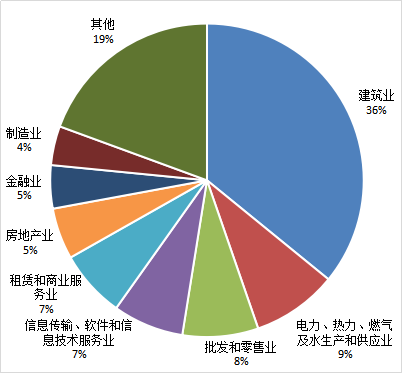 其他
19%
建筑业
36%
制造业
4%
金融业
5%
房地产业
5%
租赁和商业服
务业
7%
信息传输、软件和信
息技术服务业
7%
批发和零售业
8%
电力、热力、燃气
及水生产和供应业
9%